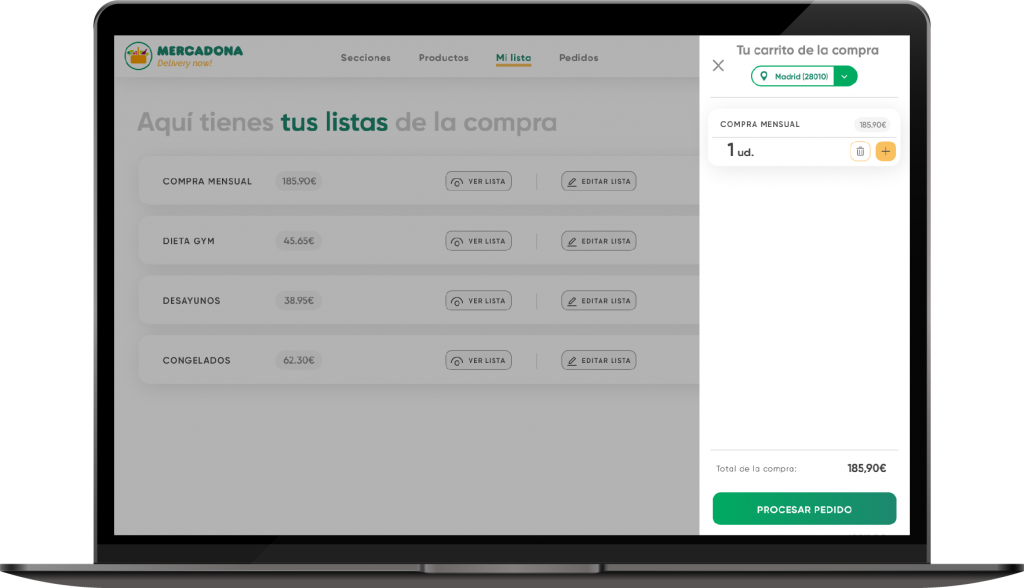 MERCADONA
Delivery now!
Secciones
Productos
Mi lista
Pedidos
Aquí tienes tus listas de la compra
COMPRA MENSUAL
185.90€
VER LISTA
EDITAR LISTA
DIETA GYM
45.65€
VER LISTA
EDITAR LISTA
DESAYUNOS
38.95€
VER LISTA
EDITAR LISTA
CONGELADOS
62.30€
VER LISTA
EDITAR LISTA
Tu carrito de la compra
Madrid (28010)
COMPRA MENSUAL
185.90€
1 ud.
Total de la compra:
185,90€
PROCESAR PEDIDO